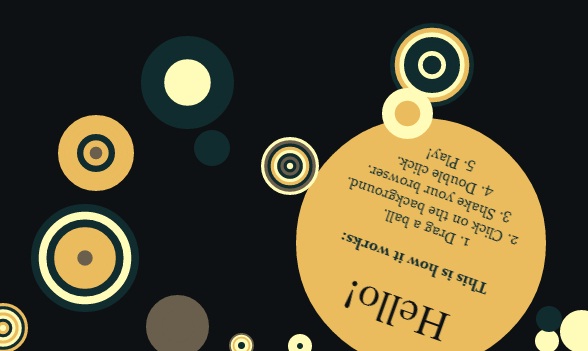 Hello!
This is how it works:
1. Drag a ball.
2. Click on the background.
3. Shake your browser.
4. Double click.
5. Play!